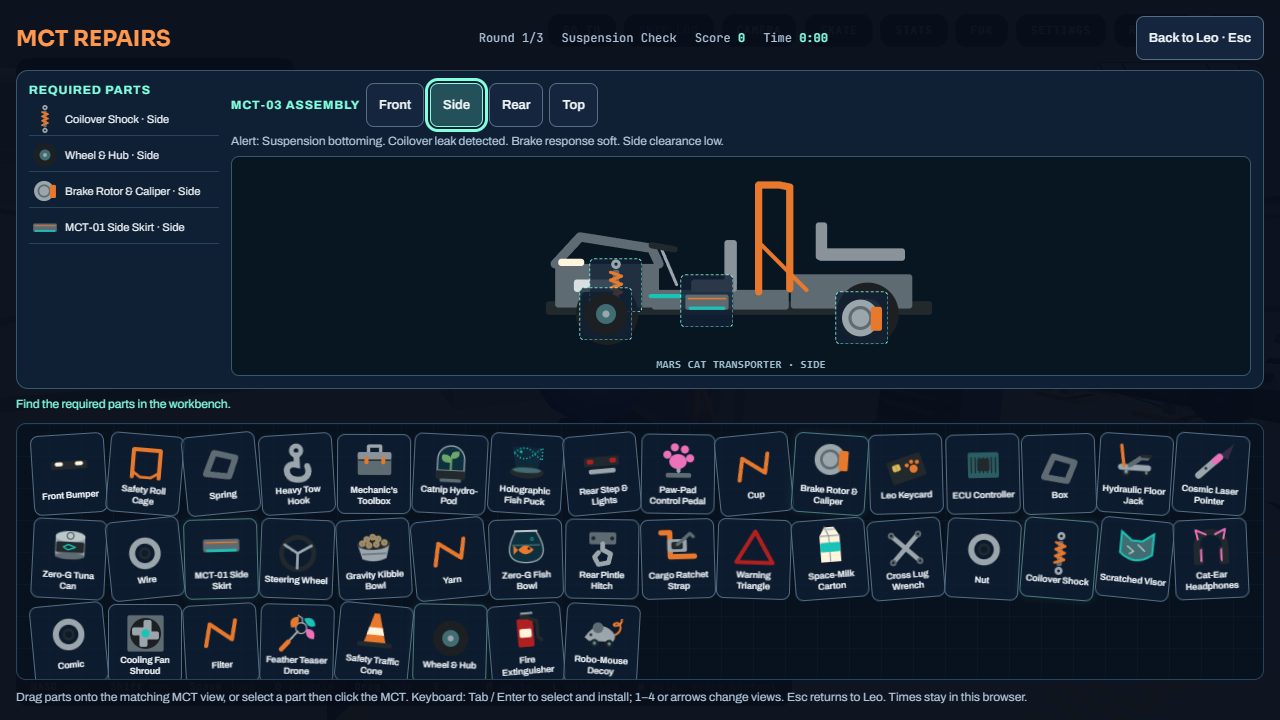 MCT REPAIRS
Round 1/3 Suspension Check Score 0 Time 0:00
STATS
SETTINGS
Back to Leo · Esc
REQUIRED PARTS
Coilover Shock · Side
Wheel & Hub · Side
Brake Rotor & Caliper · Side
MCT-01 Side Skirt · Side
MCT-03 ASSEMBLY
Front
Side
Rear
Top
Alert: Suspension bottoming. Coilover leak detected. Brake response soft. Side clearance low.
MARS CAT TRANSPORTER · SIDE
Find the required parts in the workbench.
Front Bumper
Safety Roll
Cage
Spring
Heavy Tow
Hook
Mechanic's
Toolbox
Catnip Hydro-
Pod
Holographic
Fish Puck
Rear Step &
Lights
Paw-Pad
Control Pedal
Cup
Brake Rotor &
Caliper
Leo Keycard
ECU Controller
Box
Hydraulic Floor
Jack
Cosmic Laser
Pointer
Zero-G Tuna
Can
Wire
MCT-01 Side
Skirt
Steering Wheel
Gravity Kibble
Bowl
Yarn
Zero-G Fish
Bowl
Rear Pintle
Hitch
Cargo Ratchet
Strap
Warning
Triangle
Space-Milk
Carton
Cross Lug
Wrench
Nut
Coilover Shock
Scratched Visor
Cat-Ear
Headphones
Comic
Cooling Fan
Shroud
Filter
Feather Teaser
Drone
Safety Traffic
Cone
Wheel & Hub
Fire
Extinguisher
Robo-Mouse
Decoy
Drag parts onto the matching MCT view, or select a part then click the MCT. Keyboard: Tab / Enter to select and install; 1–4 or arrows change views. Esc returns to Leo. Times stay in this browser.